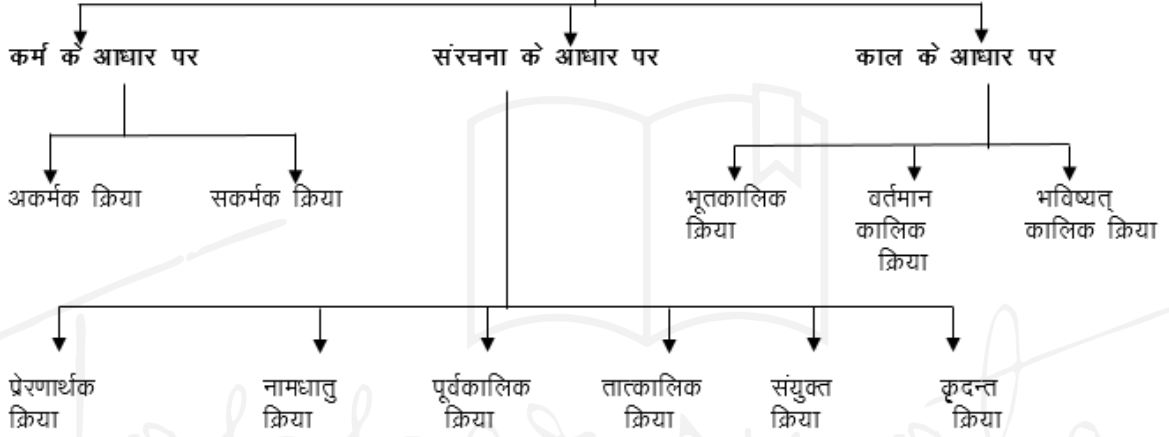 कर्म के आधार पर संरचना के आधार पर काल के आधार पर
अकर्मक क्रिया सकर्मक क्रिया
भूतकालिक
क्रिया
वर्तमान
कालिक
क्रिया
भविष्यत्
कालिक क्रिया
प्रेरणार्थक
क्रिया
नामधातु
क्रिया
पूर्वकालिक
क्रिया
तात्कालिक
क्रिया
संयुक्त
क्रिया
कृदन्त
क्रिया